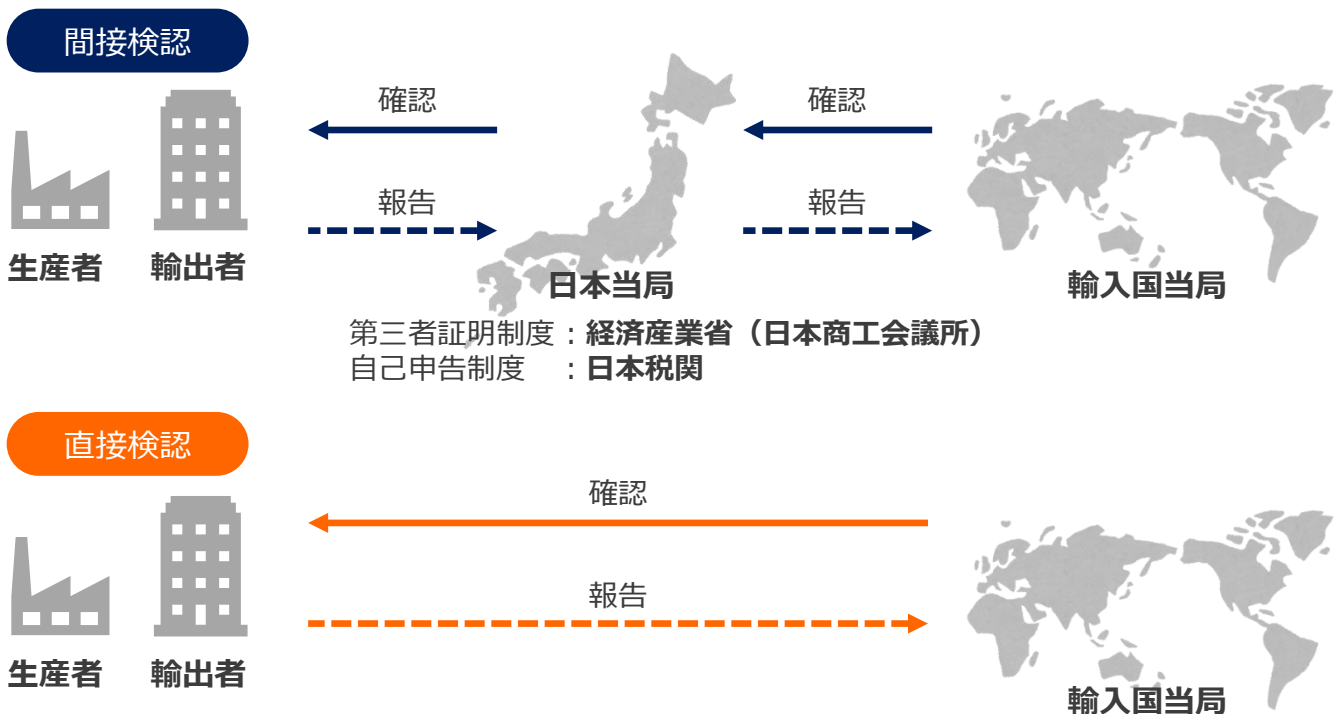 間接検認
確認
確認
報告
報告
生産者
輸出者
日本当局
輸入国当局
第三者証明制度：経済産業省（日本商工会議所）
自己申告制度　：日本税関
直接検認
確認
報告
生産者
輸出者
輸入国当局